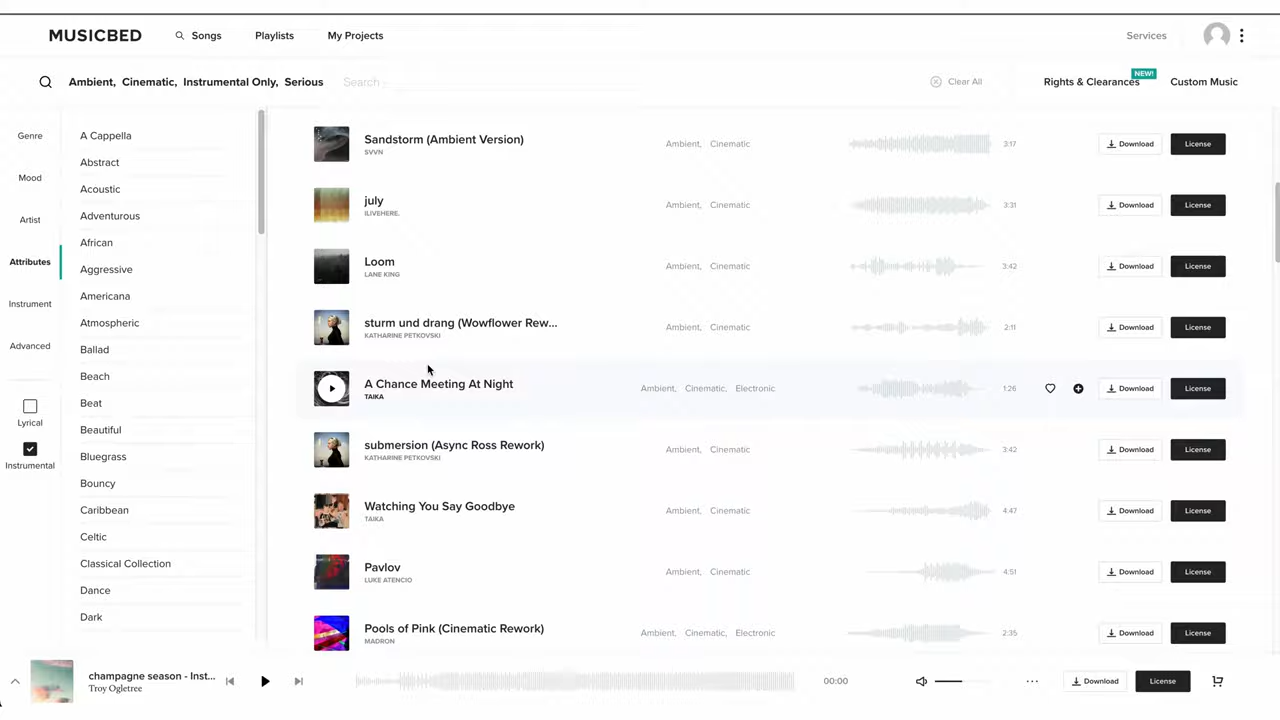 MUSICBED Songs Playlists My Projects Services
Ambient, Cinematic, Instrumental Only, Serious Search Clear All Rights & Clearances NEW! Custom Music
Genre
Mood
Artist
Attributes
Instrument
Advanced
Lyrical
Instrumental
A Cappella
Abstract
Acoustic
Adventurous
African
Aggressive
Americana
Atmospheric
Ballad
Beach
Beat
Beautiful
Bluegrass
Bouncy
Caribbean
Celtic
Classical Collection
Dance
Dark
Sandstorm (Ambient Version)
SVVN
Ambient, Cinematic 3:17 Download License
july
ILIVEHERE.
Ambient, Cinematic 3:31 Download License
Loom
LANE KING
Ambient, Cinematic 3:42 Download License
sturm und drang (Wowflower Rew...
KATHARINE PETKOVSKI
Ambient, Cinematic 2:11 Download License
A Chance Meeting At Night
TAIKA
Ambient, Cinematic, Electronic 1:26 Download License
submersion (Async Ross Rework)
KATHARINE PETKOVSKI
Ambient, Cinematic 3:42 Download License
Watching You Say Goodbye
TAIKA
Ambient, Cinematic 4:47 Download License
Pavlov
LUKE ATENCIO
Ambient, Cinematic 4:51 Download License
Pools of Pink (Cinematic Rework)
MADRON
Ambient, Cinematic, Electronic 2:35 Download License
champagne season - Inst...
Troy Ogletree
00:00 Download License